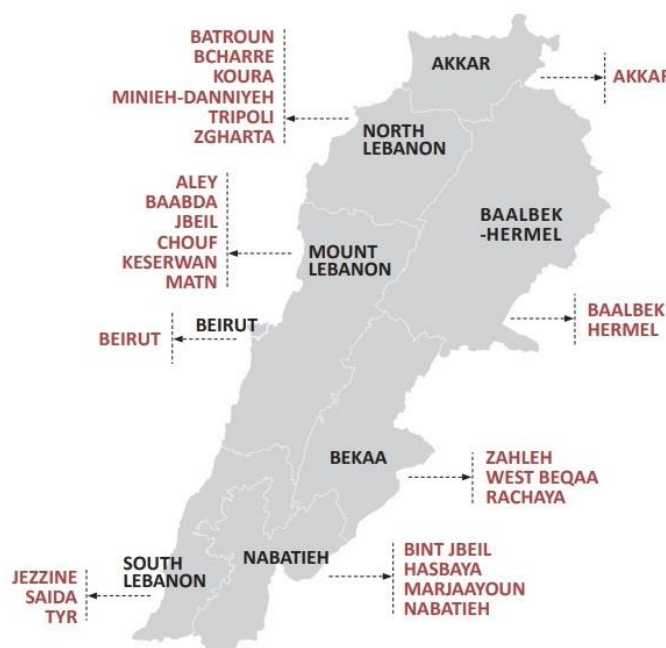 BATROUN
BCHARRE
KOURA
MINIEH-DANNIYEH
TRIPOLI
ZGHARTA
AKKAR
AKKAR
NORTH
LEBANON
ALEY
BAABDA
JBEIL
CHOUF
KESERWAN
MATN
MOUNT
LEBANON
BAALBEK
-HERMEL
BAALBEK
HERMEL
BEIRUT
BEIRUT
BEKAA
ZAHLEH
WEST BEQAA
RACHAYA
JEZZINE
SAIDA
TYR
SOUTH
LEBANON
NABATIEH
BINT JBEIL
HASBAYA
MARJAAYOUN
NABATIEH